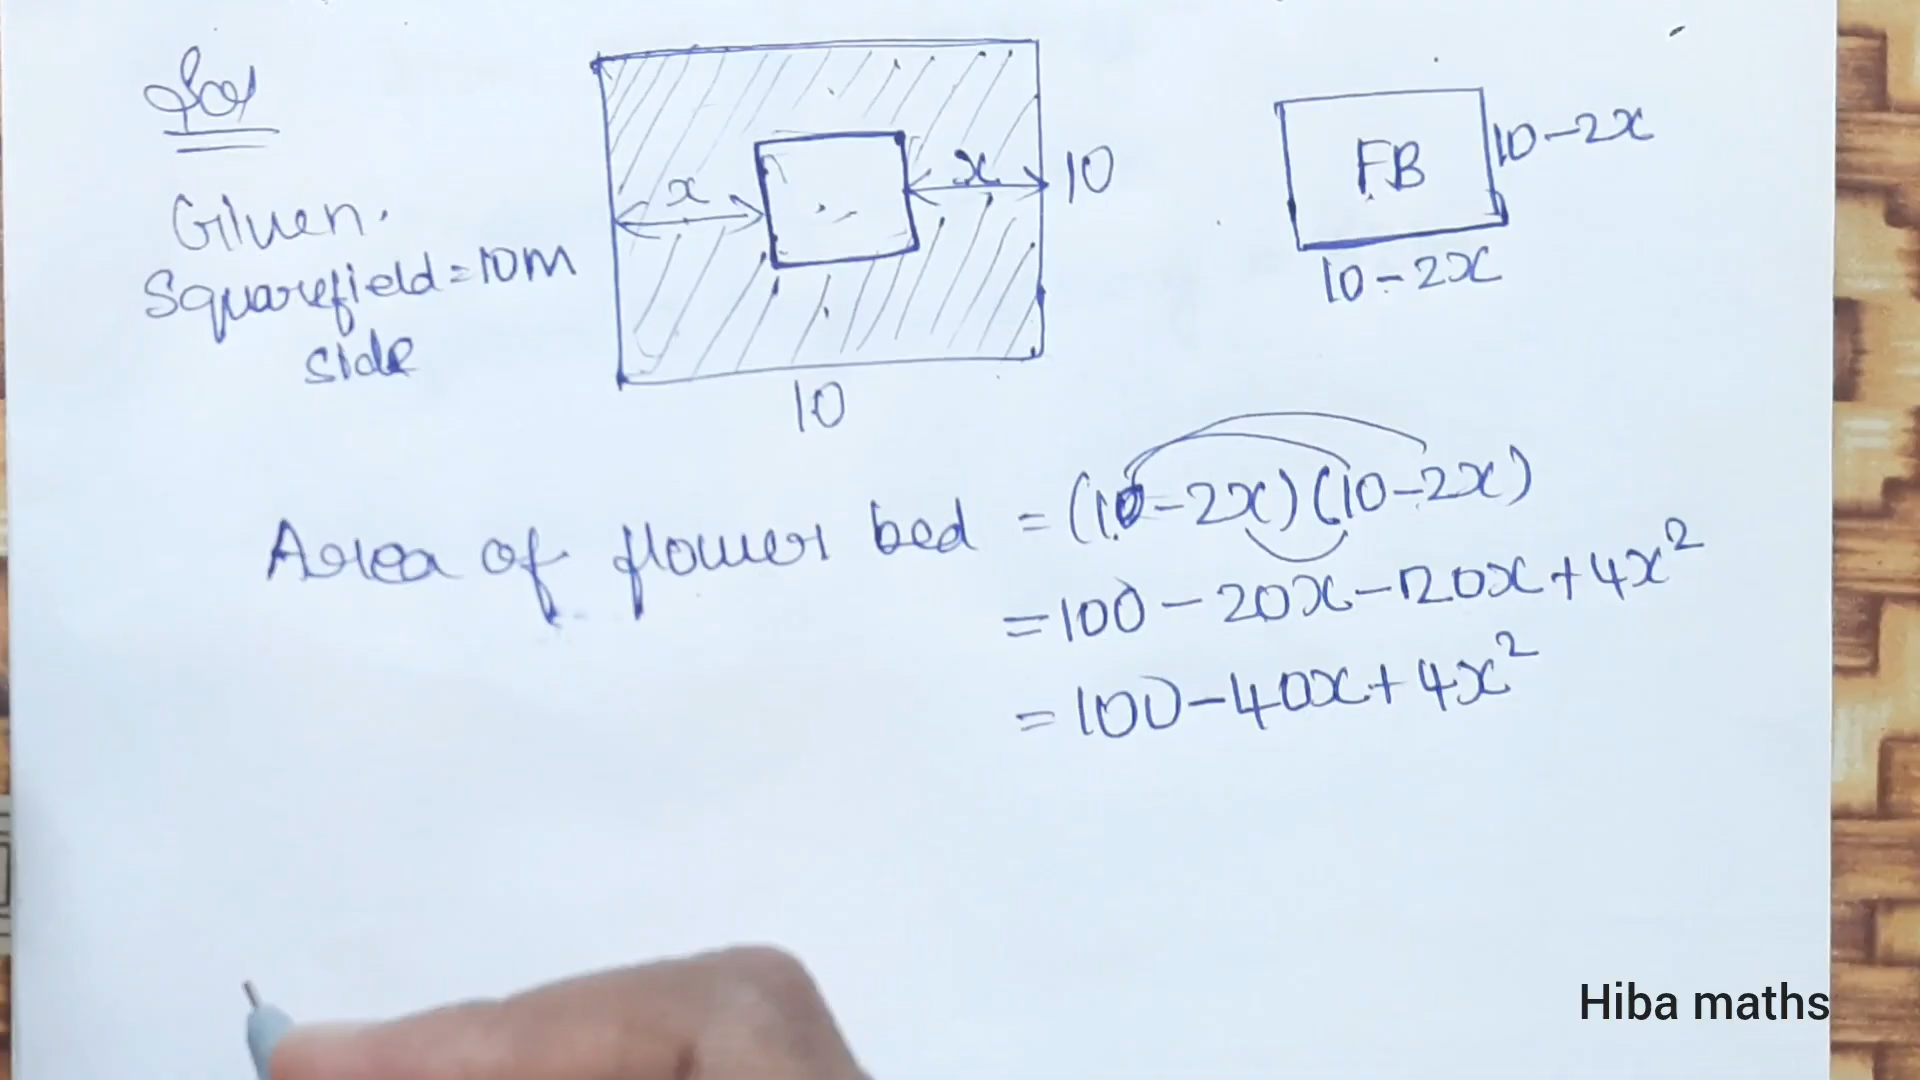 Sol
Given.
Squarefield = 10m
side
x
x
10
10
FB
10-2x
10-2x
Area of flower bed = (10-2x)(10-2x)
= 100 - 20x - 20x + 4x²
= 100 - 40x + 4x²
Hiba maths